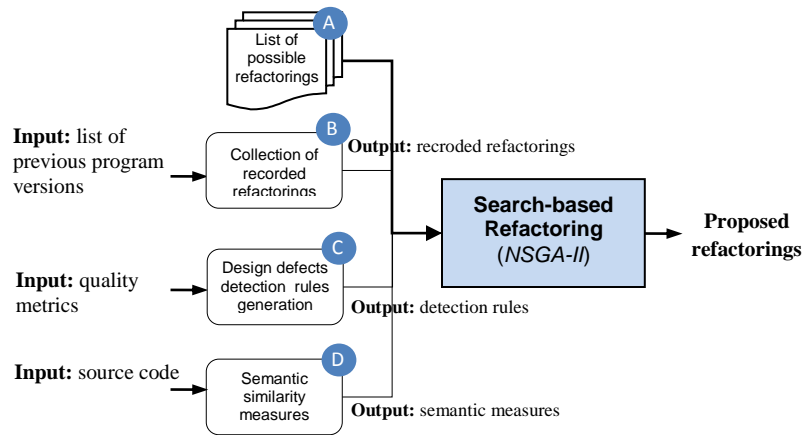 A
List of
possible
refactorings
B
Input: list of
previous program
versions
Collection of
recorded
refactorings
Output: recroded refactorings
Search-based
Refactoring
(NSGA-II)
Proposed
refactorings
C
Input: quality
metrics
Design defects
detection rules
generation
Output: detection rules
D
Input: source code
Semantic
similarity
measures
Output: semantic measures